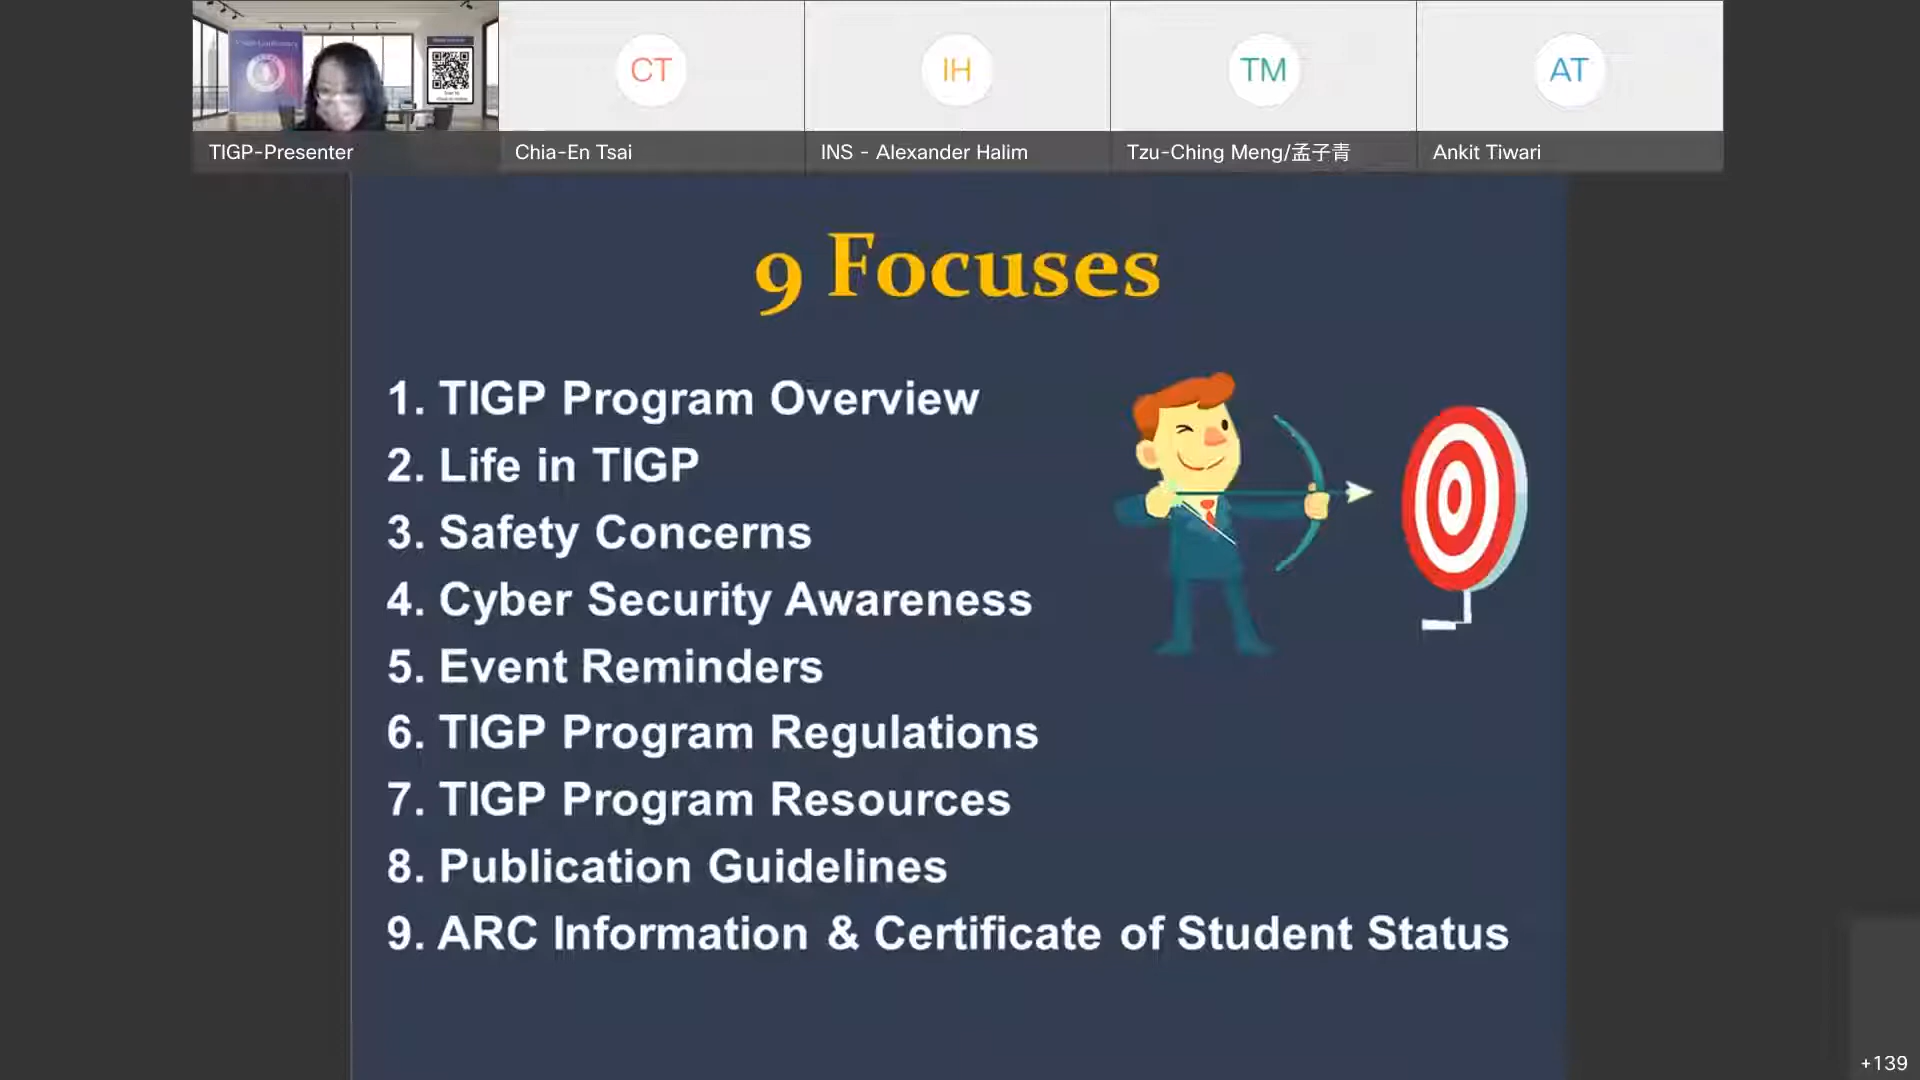 CT
IH
TM
AT
TIGP-Presenter
Chia-En Tsai
INS - Alexander Halim
Tzu-Ching Meng/孟子青
Ankit Tiwari
9 Focuses
1. TIGP Program Overview
2. Life in TIGP
3. Safety Concerns
4. Cyber Security Awareness
5. Event Reminders
6. TIGP Program Regulations
7. TIGP Program Resources
8. Publication Guidelines
9. ARC Information & Certificate of Student Status
+139